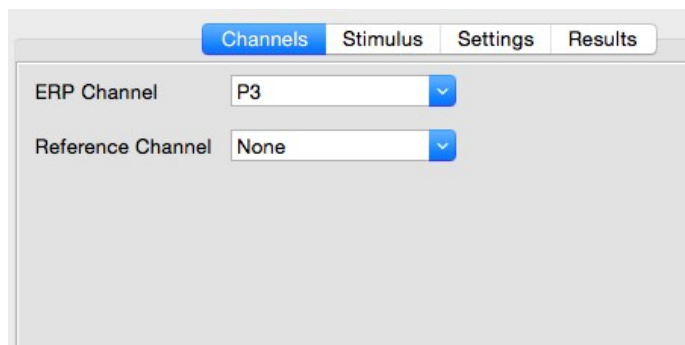 Channels Stimulus Settings Results
ERP Channel P3
Reference Channel None